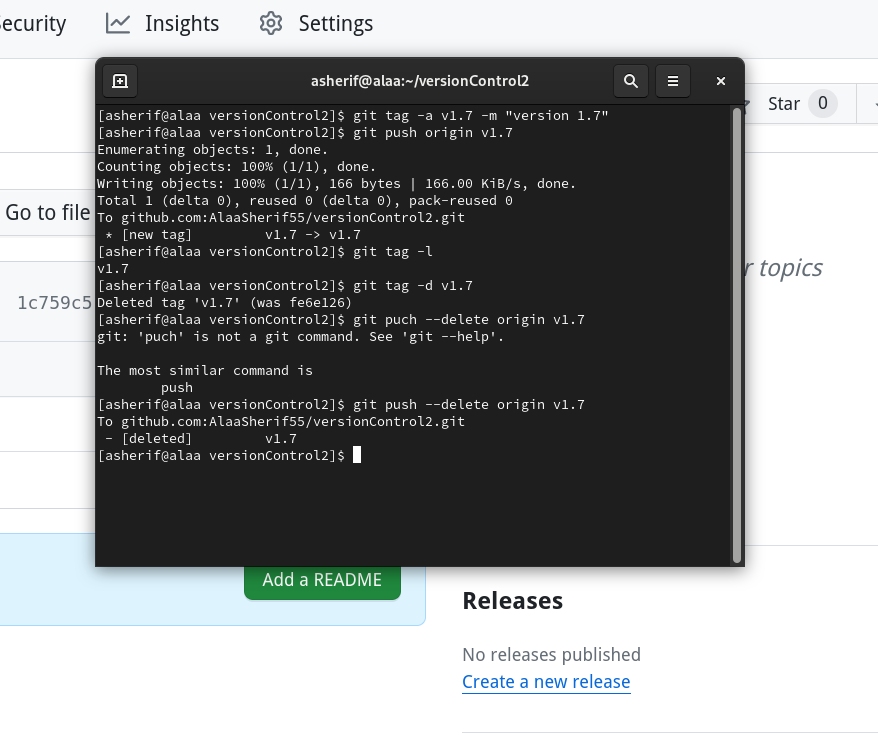 Security Insights Settings
asherif@alaa:~/versionControl2
Star 0
[asherif@alaa versionControl2]$ git tag -a v1.7 -m "version 1.7"
[asherif@alaa versionControl2]$ git push origin v1.7
Enumerating objects: 1, done.
Counting objects: 100% (1/1), done.
Writing objects: 100% (1/1), 166 bytes | 166.00 KiB/s, done.
Total 1 (delta 0), reused 0 (delta 0), pack-reused 0
To github.com:AlaaSherif55/versionControl2.git
 * [new tag]         v1.7 -> v1.7
[asherif@alaa versionControl2]$ git tag -l
v1.7
[asherif@alaa versionControl2]$ git tag -d v1.7
Deleted tag 'v1.7' (was fe6e126)
[asherif@alaa versionControl2]$ git puch --delete origin v1.7
git: 'puch' is not a git command. See 'git --help'.
The most similar command is
        push
[asherif@alaa versionControl2]$ git push --delete origin v1.7
To github.com:AlaaSherif55/versionControl2.git
 - [deleted]         v1.7
[asherif@alaa versionControl2]$
Go to file
topics
1c759c5
Add a README
Releases
No releases published
Create a new release